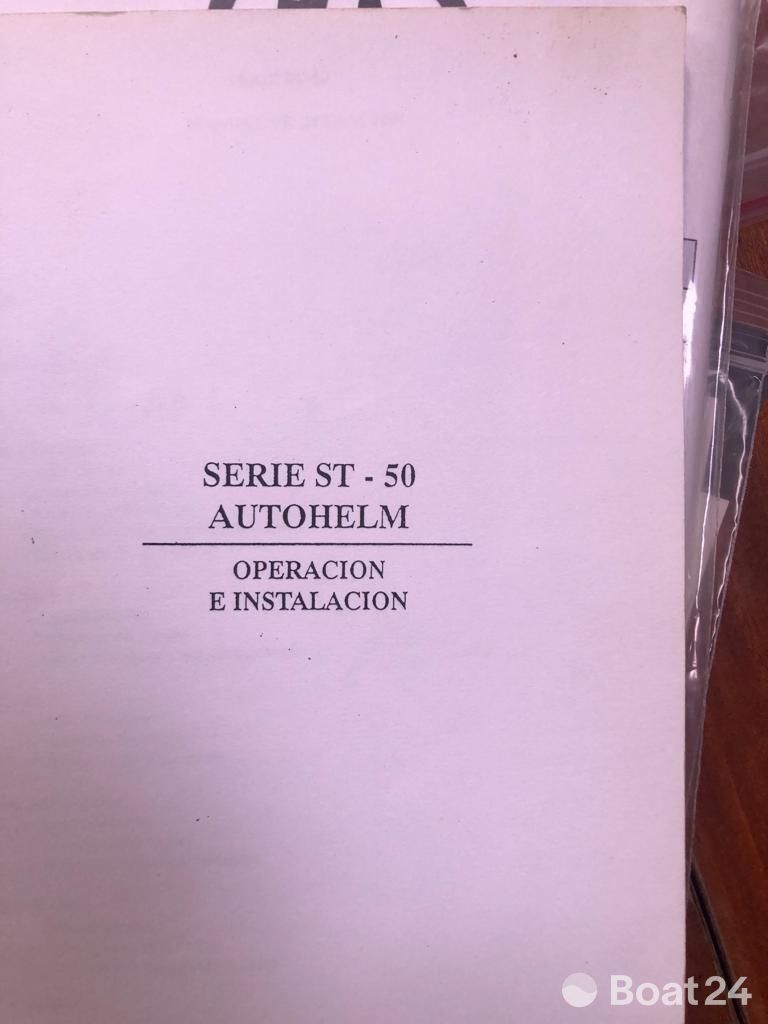 SERIE ST - 50
AUTOHELM
OPERACION
E INSTALACION
Boat24